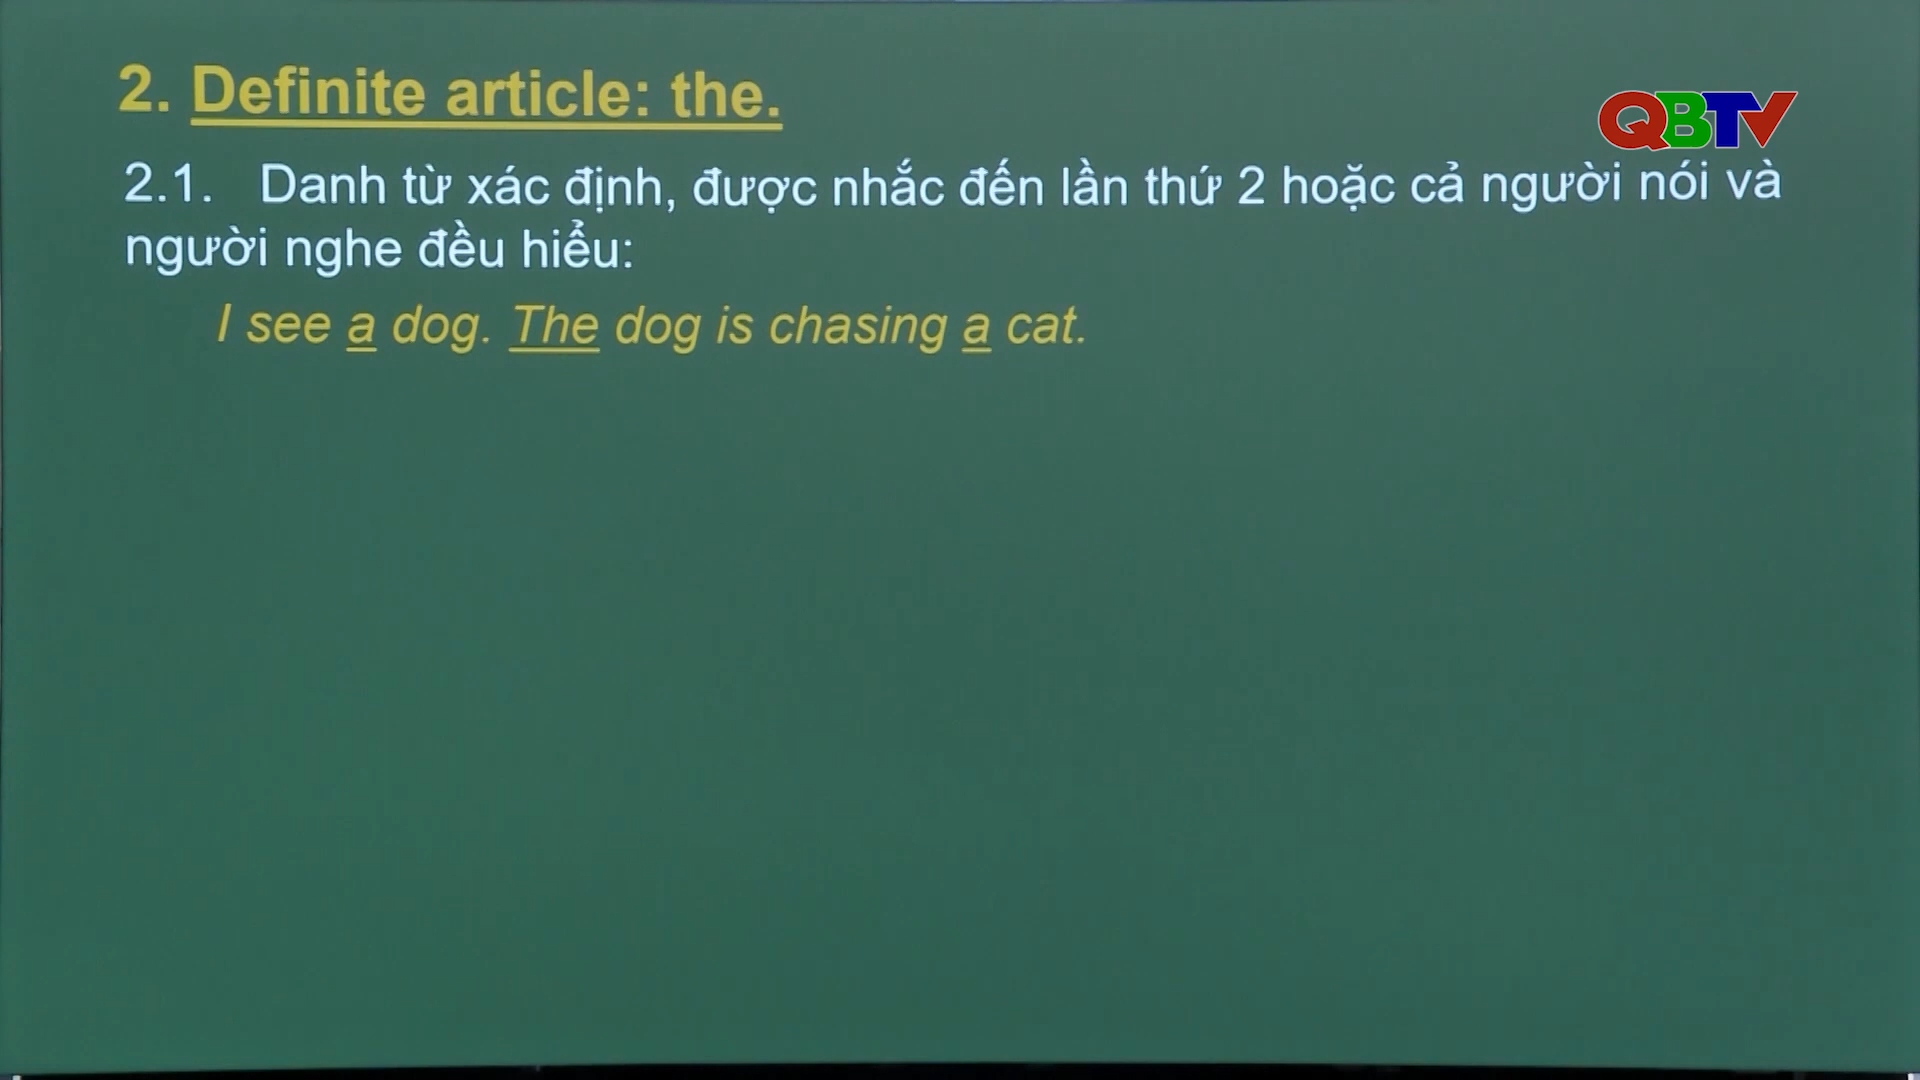 2. Definite article: the.
QBTV
2.1. Danh từ xác định, được nhắc đến lần thứ 2 hoặc cả người nói và
người nghe đều hiểu:
I see a dog. The dog is chasing a cat.